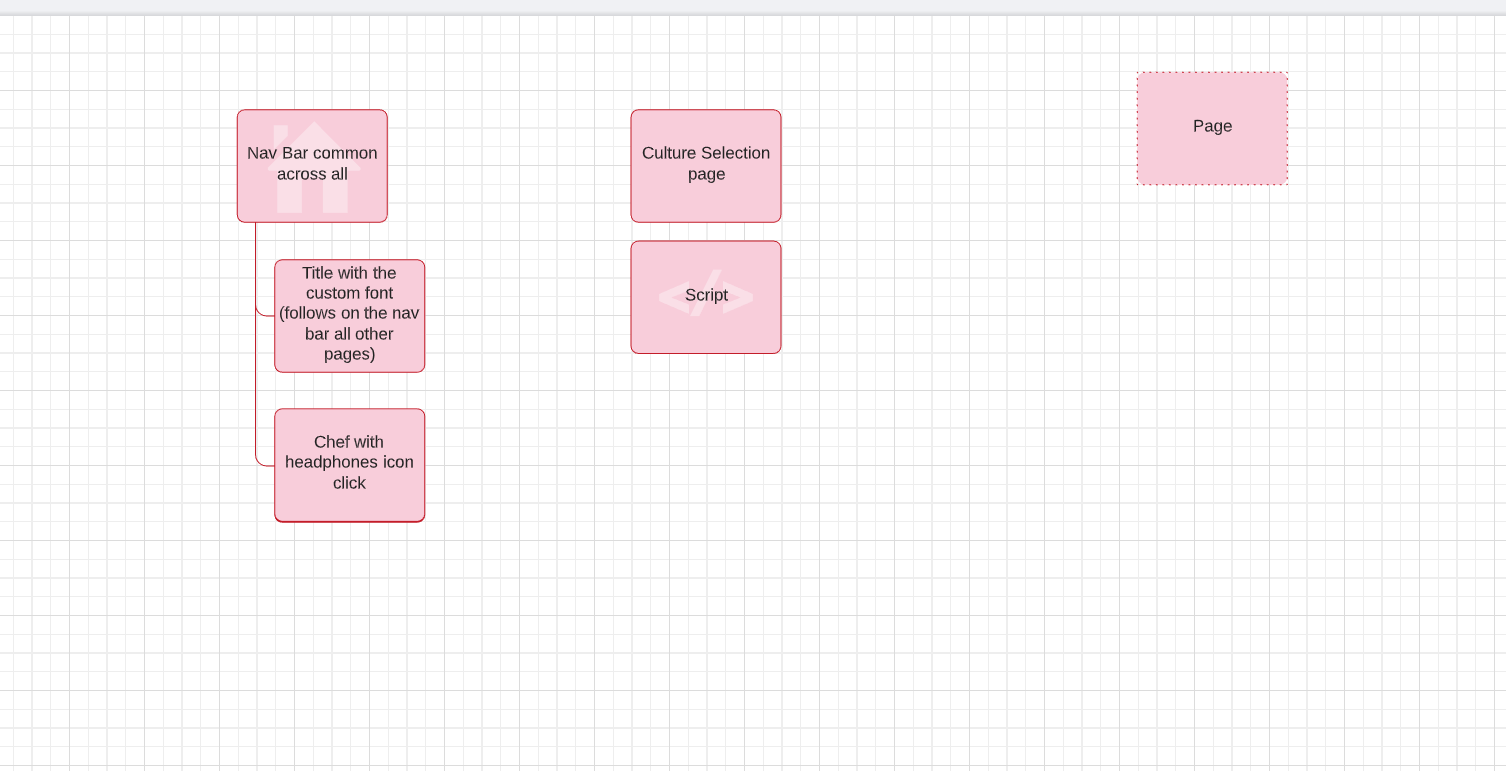 Nav Bar common
across all
Title with the
custom font
(follows on the nav
bar all other
pages)
Chef with
headphones icon
click
Culture Selection
page
</>
Script
Page